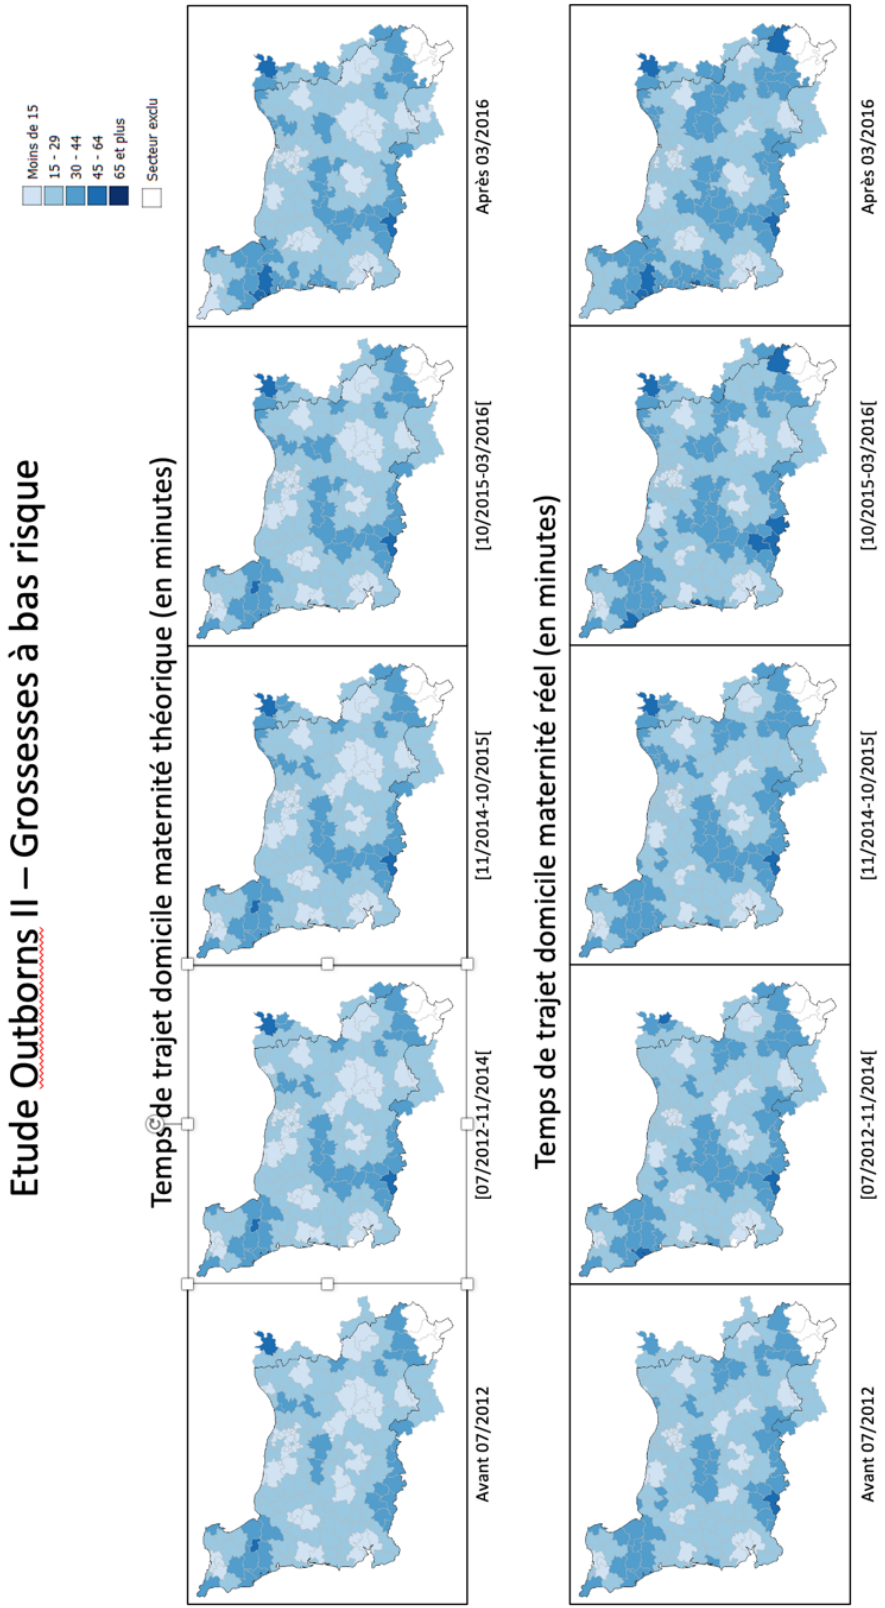 Etude Outborns II – Grossesses à bas risque
Moins de 15
15 - 29
30 - 44
45 - 64
65 et plus
Secteur exclu
Temps de trajet domicile maternité théorique (en minutes)
Avant 07/2012
[07/2012-11/2014[
[11/2014-10/2015[
[10/2015-03/2016[
Après 03/2016
Temps de trajet domicile maternité réel (en minutes)
Avant 07/2012
[07/2012-11/2014[
[11/2014-10/2015[
[10/2015-03/2016[
Après 03/2016